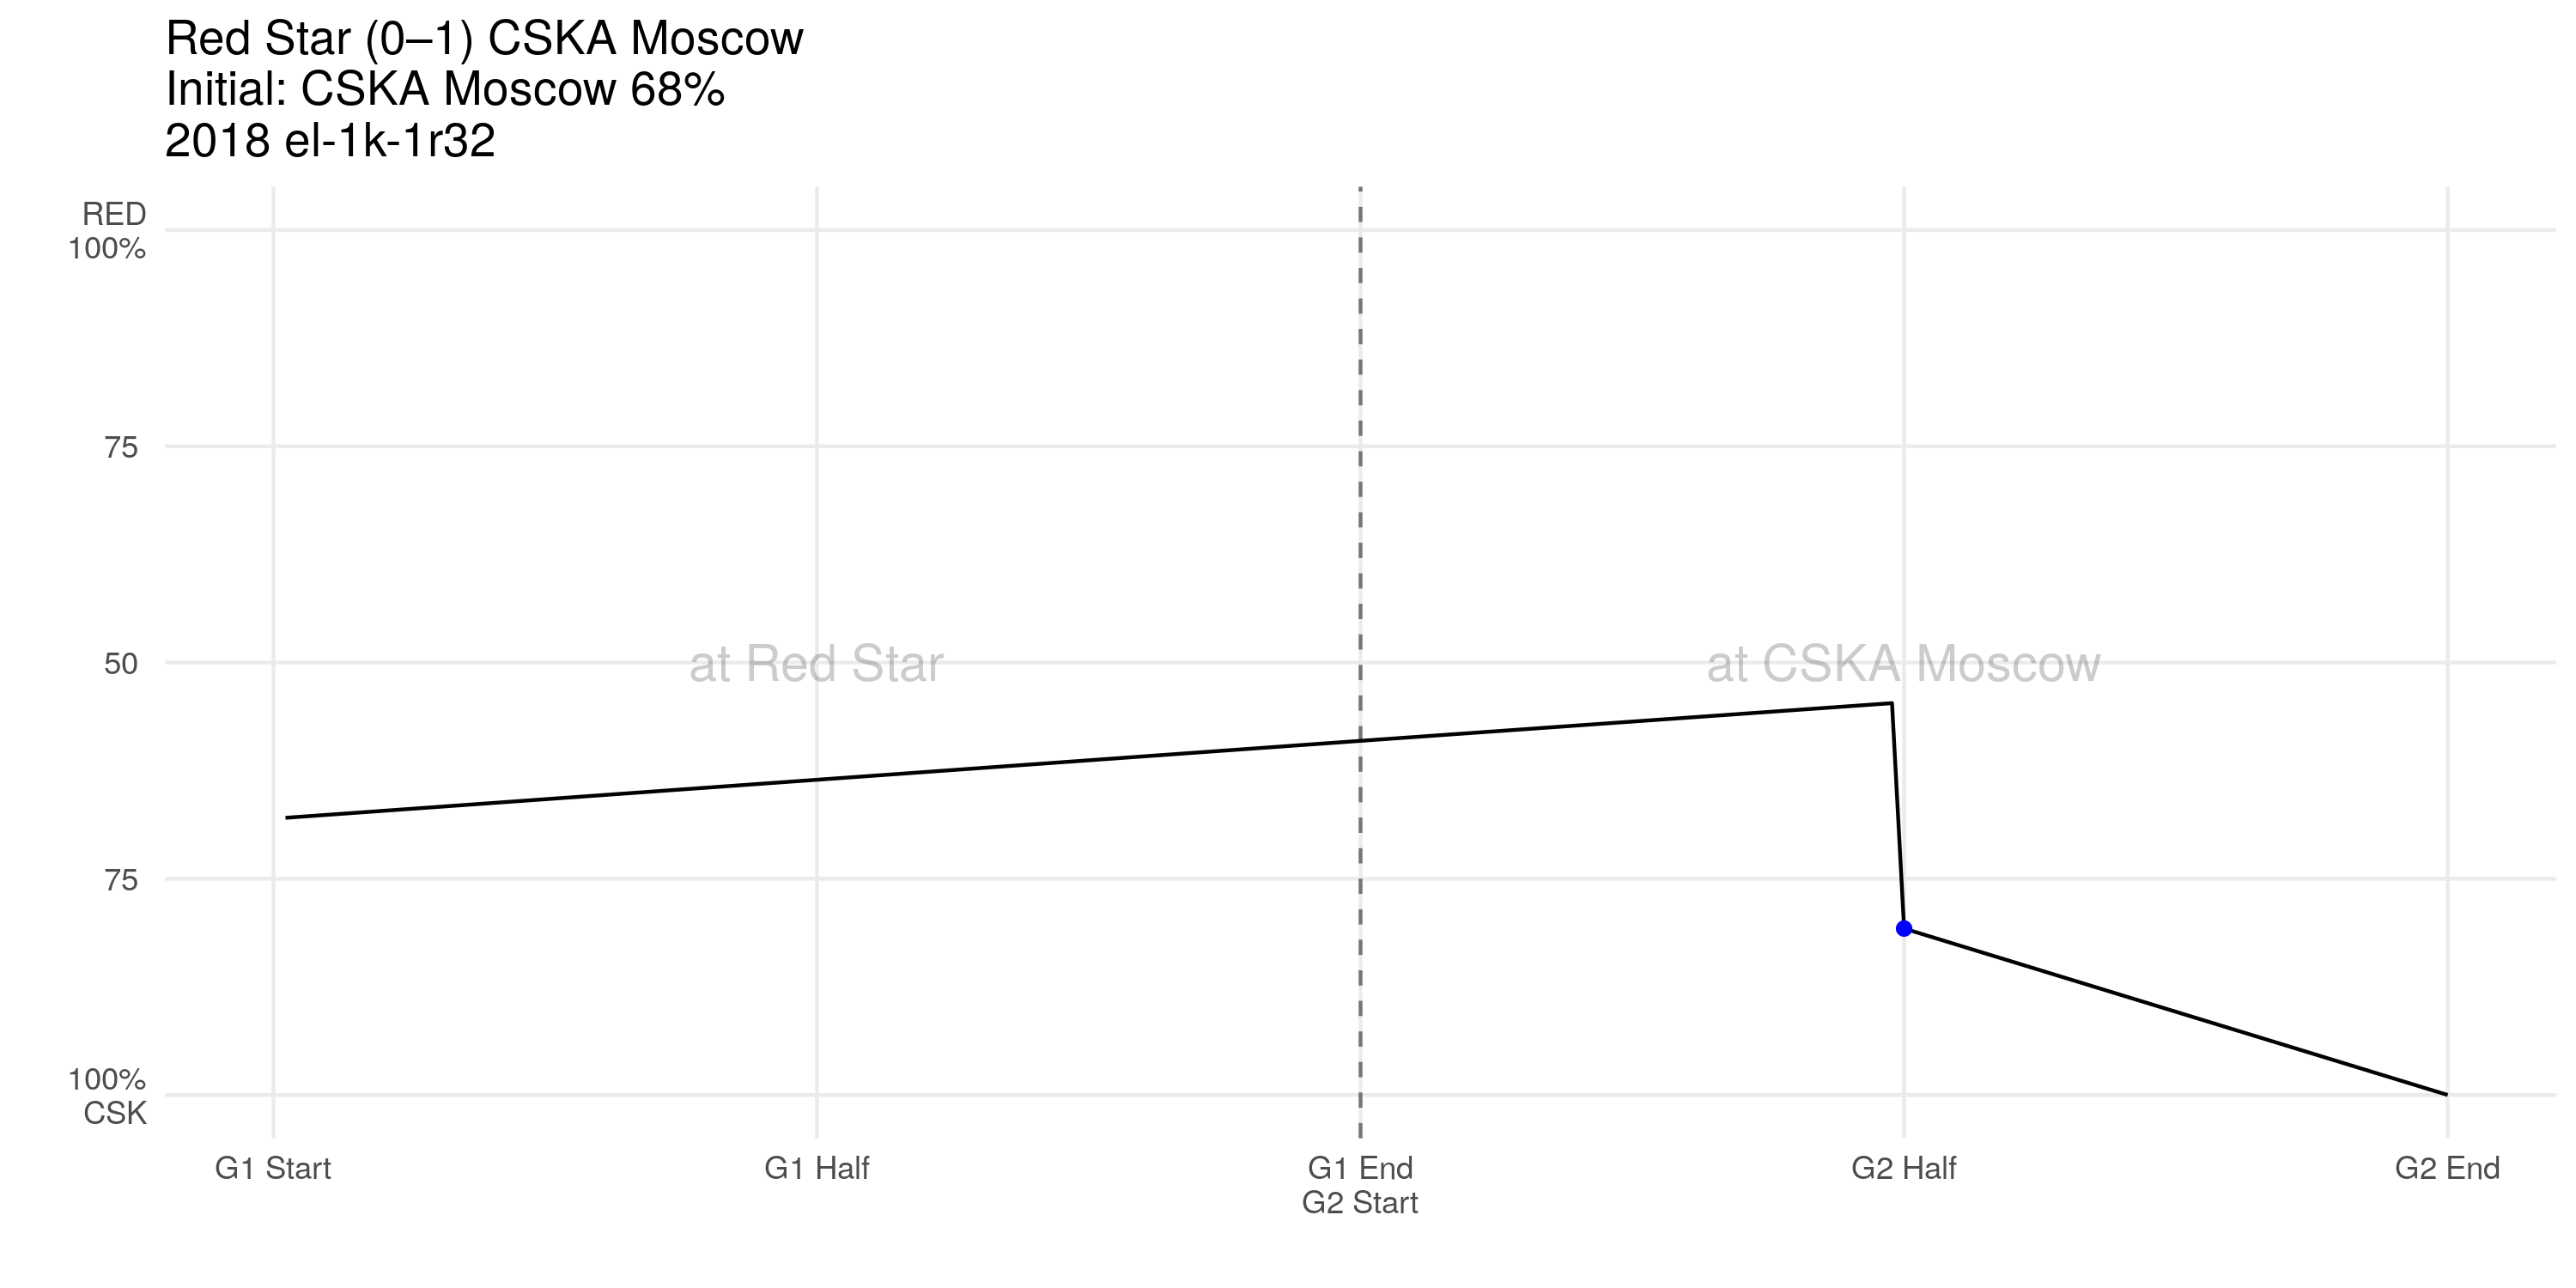 Red Star (0–1) CSKA Moscow
Initial: CSKA Moscow 68%
2018 el-1k-1r32
RED
100%
75
50
75
100%
CSK
at Red Star
at CSKA Moscow
G1 Start
G1 Half
G1 End
G2 Start
G2 Half
G2 End